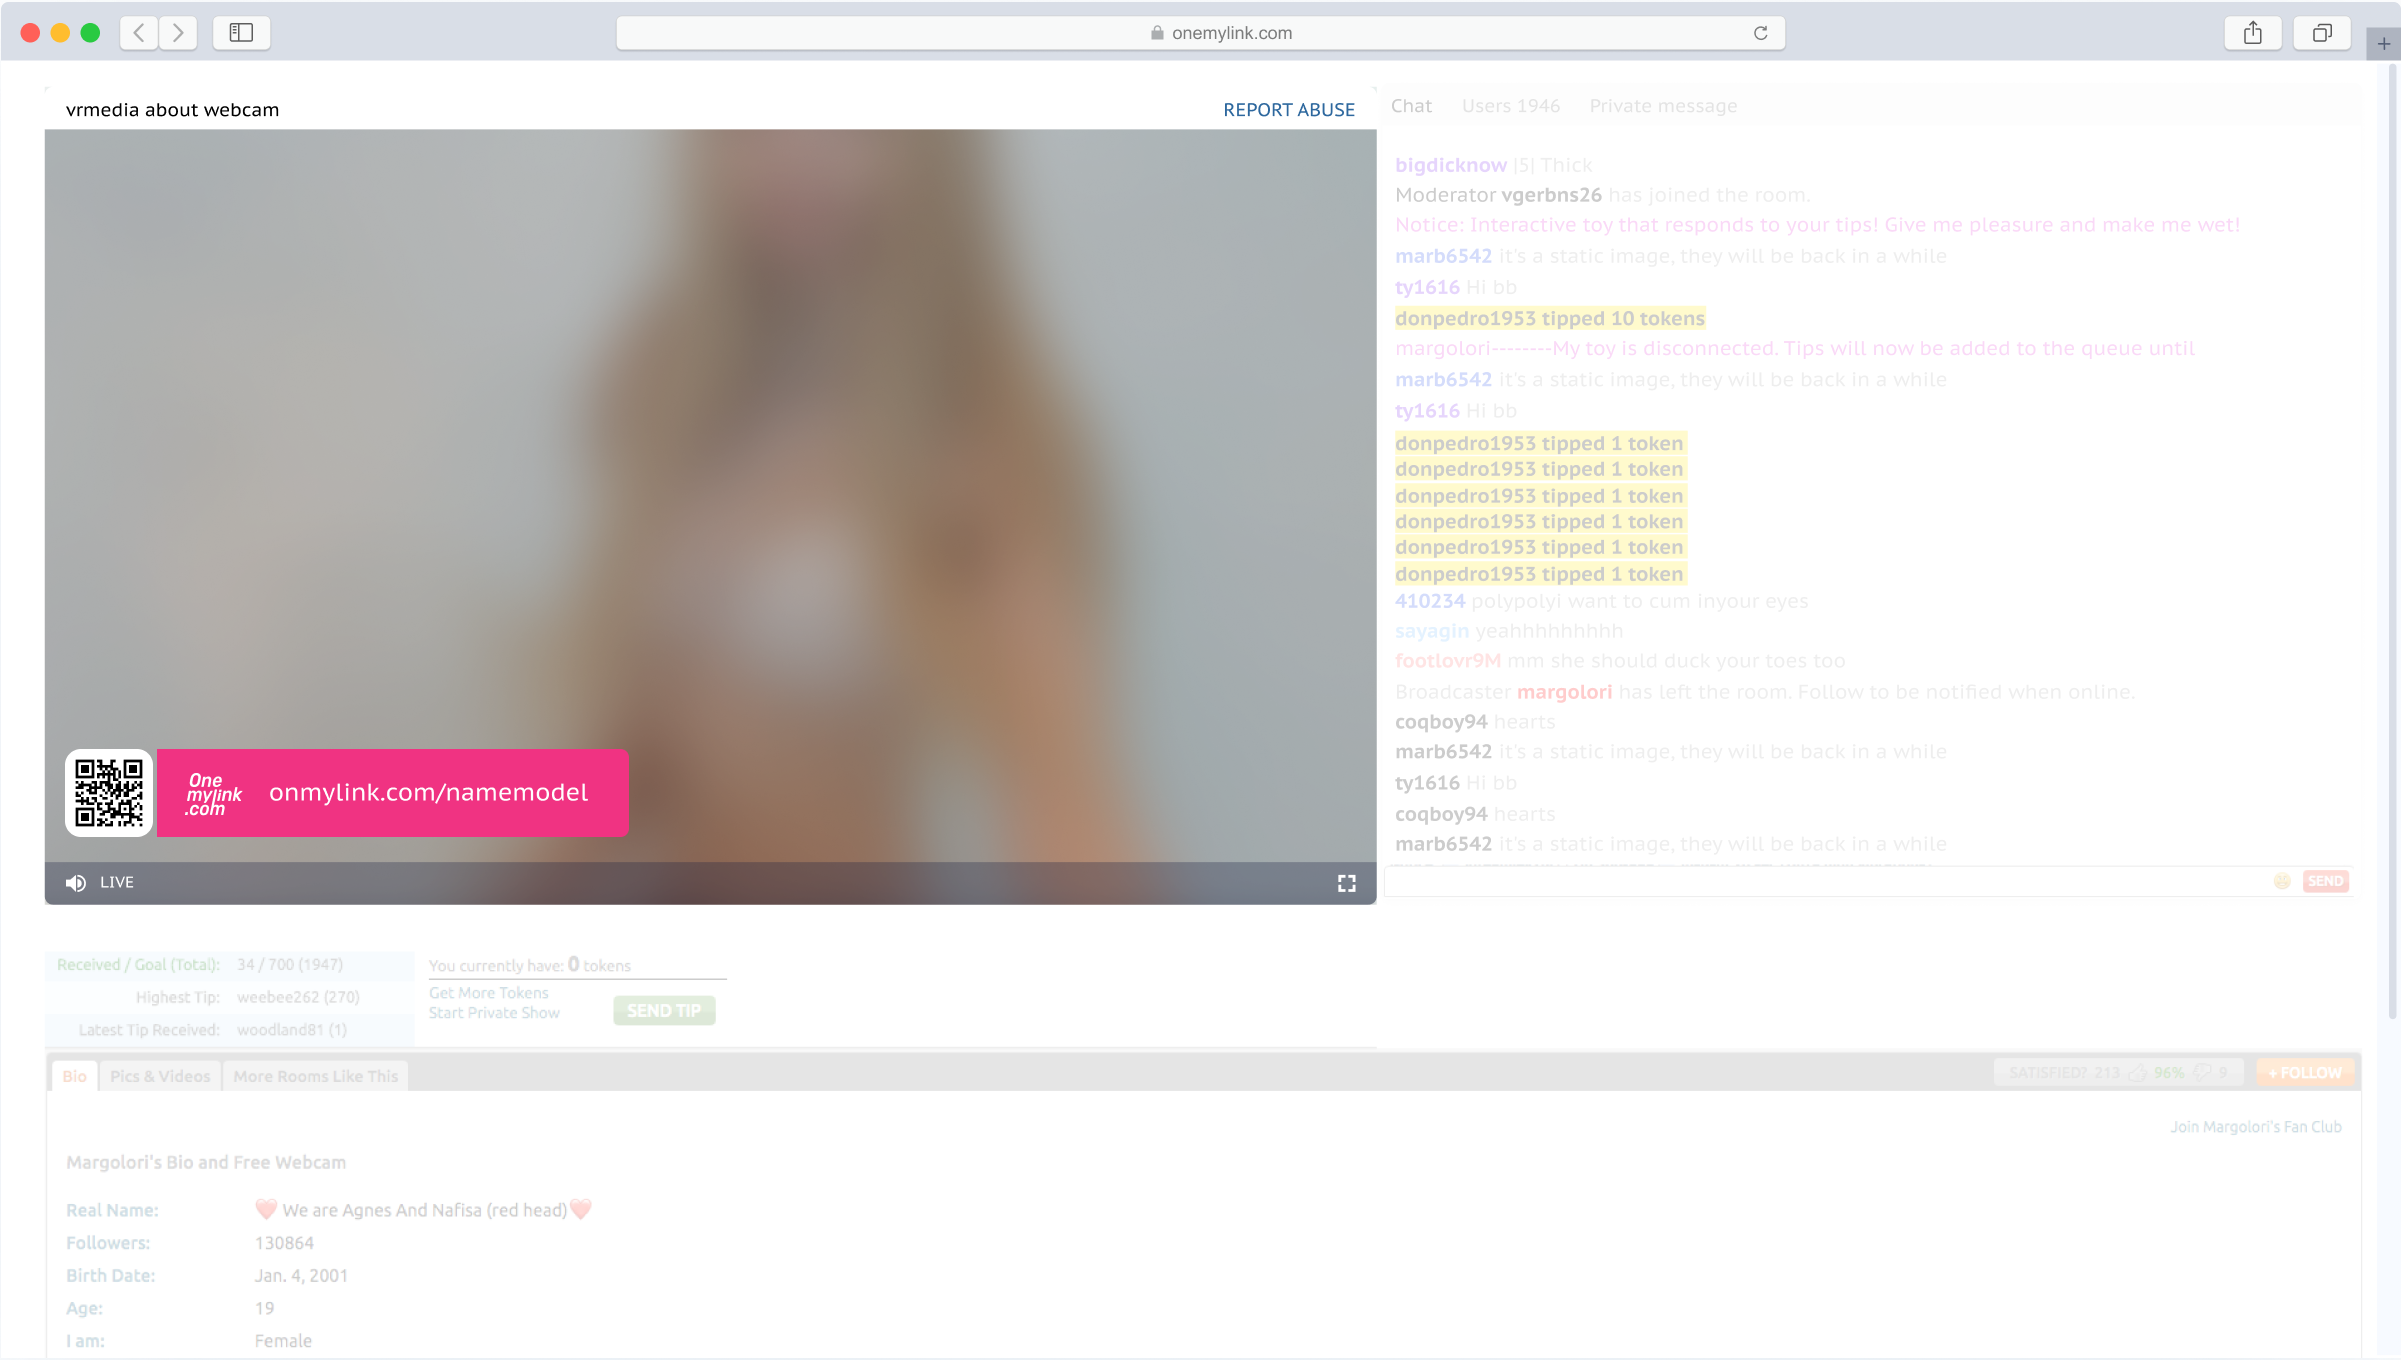 onemylink.com
vrmedia about webcam
REPORT ABUSE
Chat Users 1946 Private message
bigdicknow |5| Thick
Moderator vgerbns26 has joined the room.
Notice: Interactive toy that responds to your tips! Give me pleasure and make me wet!
marb6542 it's a static image, they will be back in a while
ty1616 Hi bb
donpedro1953 tipped 10 tokens
margolori--------My toy is disconnected. Tips will now be added to the queue until
marb6542 it's a static image, they will be back in a while
ty1616 Hi bb
donpedro1953 tipped 1 token
donpedro1953 tipped 1 token
donpedro1953 tipped 1 token
donpedro1953 tipped 1 token
donpedro1953 tipped 1 token
donpedro1953 tipped 1 token
410234 polypolyi want to cum inyour eyes
sayagin yeahhhhhhhhh
footlovr9M mm she should duck your toes too
Broadcaster margolori has left the room. Follow to be notified when online.
coqboy94 hearts
marb6542 it's a static image, they will be back in a while
ty1616 Hi bb
coqboy94 hearts
marb6542 it's a static image, they will be back in a while
SEND
One
mylink
.com
onmylink.com/namemodel
LIVE
Received / Goal (Total): 34 / 700 (1947)
Highest Tip: weebee262 (270)
Latest Tip Received: woodland81 (1)
You currently have: 0 tokens
Get More Tokens
Start Private Show
SEND TIP
Bio Pics & Videos More Rooms Like This
SATISFIED? 213 96% 9
+ FOLLOW
Join Margolori's Fan Club
Margolori's Bio and Free Webcam
Real Name: ❤️ We are Agnes And Nafisa (red head)❤️
Followers: 130864
Birth Date: Jan. 4, 2001
Age: 19
I am: Female